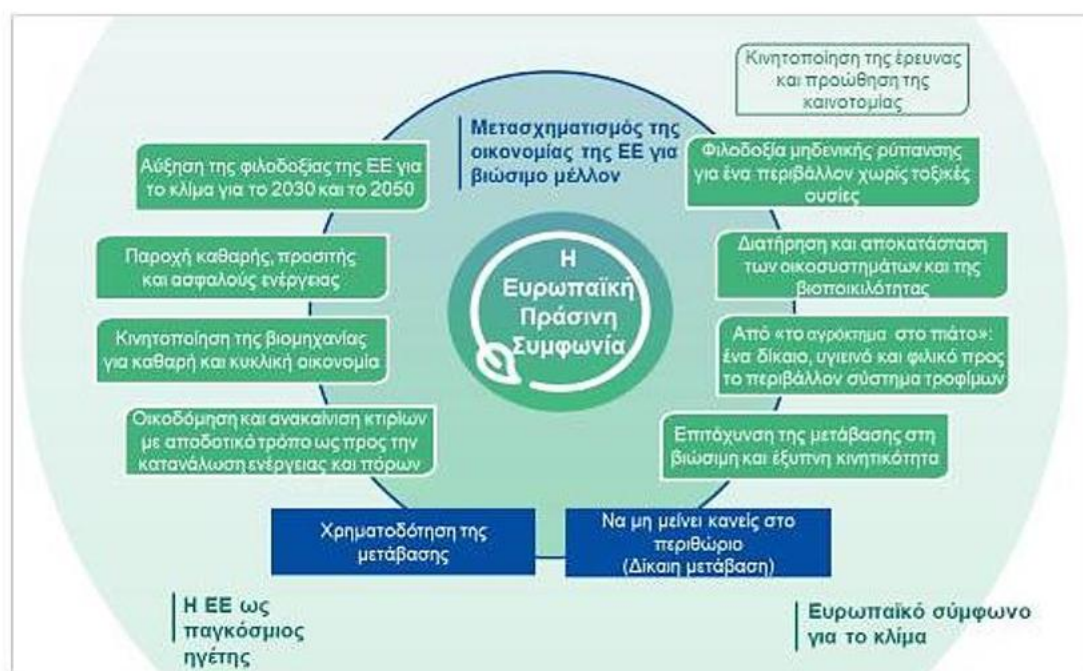 Κινητοποίηση της έρευνας
και προώθηση της
καινοτομίας
Μετασχηματισμός της
οικονομίας της ΕΕ για
βιώσιμο μέλλον
Αύξηση της φιλοδοξίας της ΕΕ για
το κλίμα για το 2030 και το 2050
Φιλοδοξία μηδενικής ρύπανσης
για ένα περιβάλλον χωρίς τοξικές
ουσίες
Παροχή καθαρής, προσιτής
και ασφαλούς ενέργειας
Η
Ευρωπαϊκή
Πράσινη
Συμφωνία
Διατήρηση και αποκατάσταση
των οικοσυστημάτων και της
βιοποικιλότητας
Κινητοποίηση της βιομηχανίας
για καθαρή και κυκλική οικονομία
Από «το αγρόκτημα στο πιάτο»:
ένα δίκαιο, υγιεινό και φιλικό προς
το περιβάλλον σύστημα τροφίμων
Οικοδόμηση και ανακαίνιση κτιρίων
με αποδοτικό τρόπο ως προς την
κατανάλωση ενέργειας και πόρων
Επιτάχυνση της μετάβασης στη
βιώσιμη και έξυπνη κινητικότητα
Χρηματοδότηση της
μετάβασης
Να μη μείνει κανείς στο
περιθώριο
(Δίκαιη μετάβαση)
Η ΕΕ ως
παγκόσμιος
ηγέτης
Ευρωπαϊκό σύμφωνο
για το κλίμα